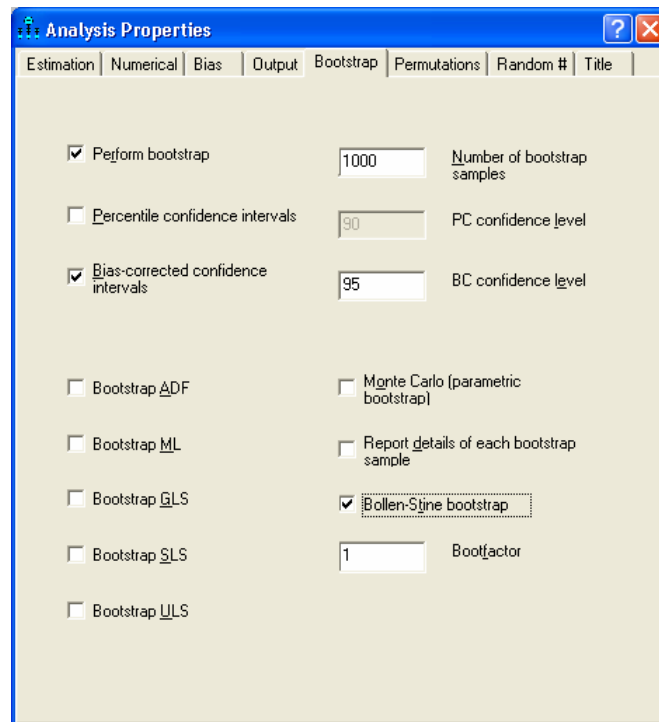 Analysis Properties
Estimation Numerical Bias Output Bootstrap Permutations Random # Title
Perform bootstrap
1000
Number of bootstrap
samples
Percentile confidence intervals
90
PC confidence level
Bias-corrected confidence
intervals
95
BC confidence level
Bootstrap ADF
Monte Carlo (parametric
bootstrap)
Bootstrap ML
Report details of each bootstrap
sample
Bootstrap GLS
Bollen-Stine bootstrap
Bootstrap SLS
1
Bootfactor
Bootstrap ULS